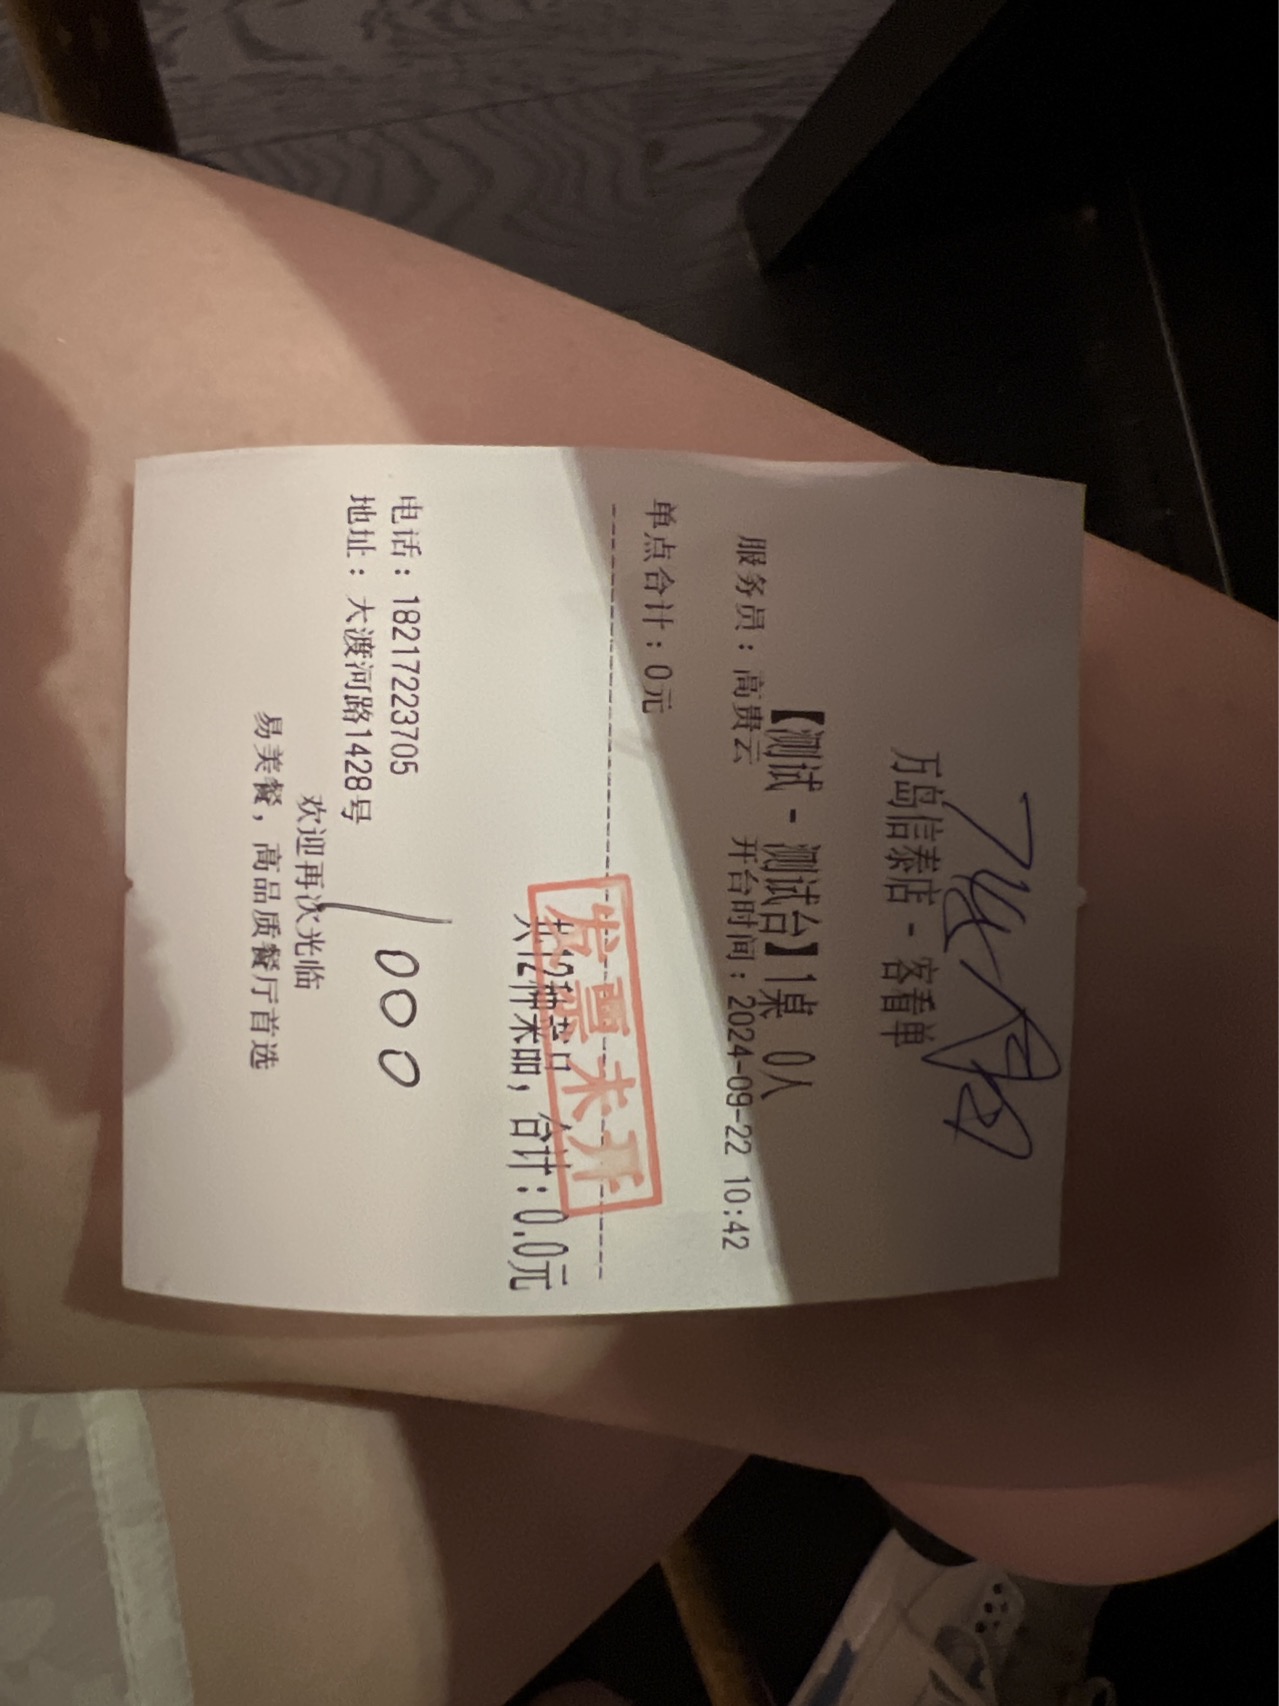 万岛信泰店 - 客看单
【测试 - 测试台】1桌 0人
服务员：高贵云 开台时间：2024-09-22 10:42
单点合计：0元
发票未开
共12种菜品，合计：0.0元
1000
电话：18217223705
地址：大渡河路1428号
欢迎再次光临
易美餐，高品质餐厅首选